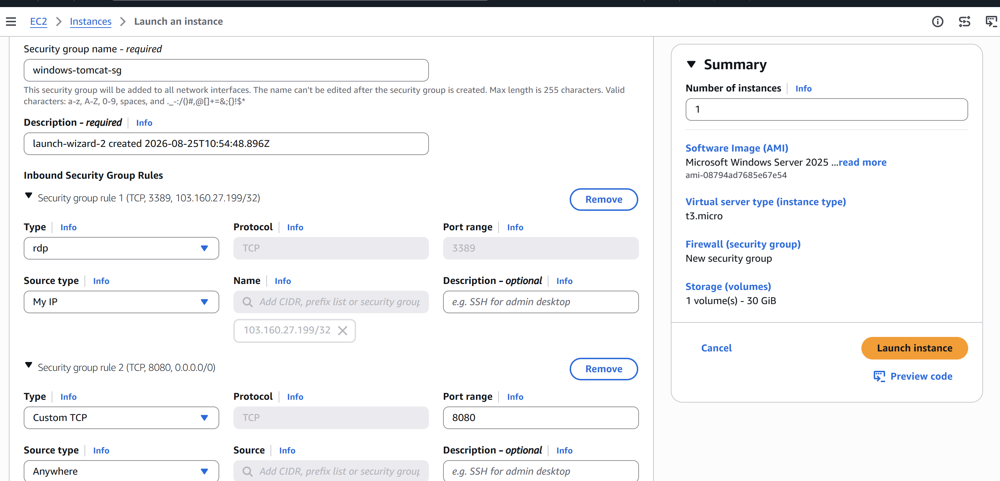 EC2 > Instances > Launch an instance
Security group name - required
windows-tomcat-sg
This security group will be added to all network interfaces. The name can't be edited after the security group is created. Max length is 255 characters. Valid
characters: a-z, A-Z, 0-9, spaces, and ._-:/()#,@[]+=&;{}!$*
Description - required Info
launch-wizard-2 created 2026-08-25T10:54:48.896Z
Inbound Security Group Rules
Security group rule 1 (TCP, 3389, 103.160.27.199/32)
Remove
Type Info
Protocol Info
Port range Info
rdp
TCP
3389
Source type Info
Name Info
Description - optional Info
My IP
Add CIDR, prefix list or security group
e.g. SSH for admin desktop
103.160.27.199/32
Security group rule 2 (TCP, 8080, 0.0.0.0/0)
Remove
Type Info
Protocol Info
Port range Info
Custom TCP
TCP
8080
Source type Info
Source Info
Description - optional Info
Anywhere
Add CIDR, prefix list or security group
e.g. SSH for admin desktop
Summary
Number of instances Info
1
Software Image (AMI)
Microsoft Windows Server 2025 ...read more
ami-08794ad7685e67e54
Virtual server type (instance type)
t3.micro
Firewall (security group)
New security group
Storage (volumes)
1 volume(s) - 30 GiB
Cancel
Launch instance
Preview code